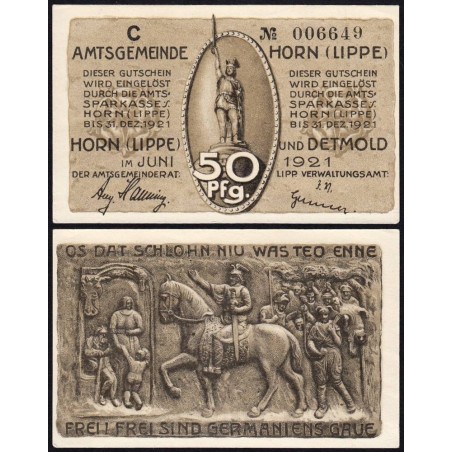 C
№ 006649
AMTSGEMEINDE HORN (LIPPE)
DIESER GUTSCHEIN
WIRD EINGELÖST
DURCH DIE AMTS-
SPARKASSE ZU
HORN (LIPPE)
BIS 31. DEZ. 1921
DIESER GUTSCHEIN
WIRD EINGELÖST
DURCH DIE AMTS-
SPARKASSE ZU
HORN (LIPPE)
BIS 31. DEZ. 1921
HORN (LIPPE) UND DETMOLD
IM JUNI 1921
DER AMTSGEMEINDERAT: LIPP. VERWALTUNGSAMT:
50
Pfg.
OS DAT SCHLOHN NIU WAS TEO ENNE
FREI! FREI SIND GERMANIENS GAUE